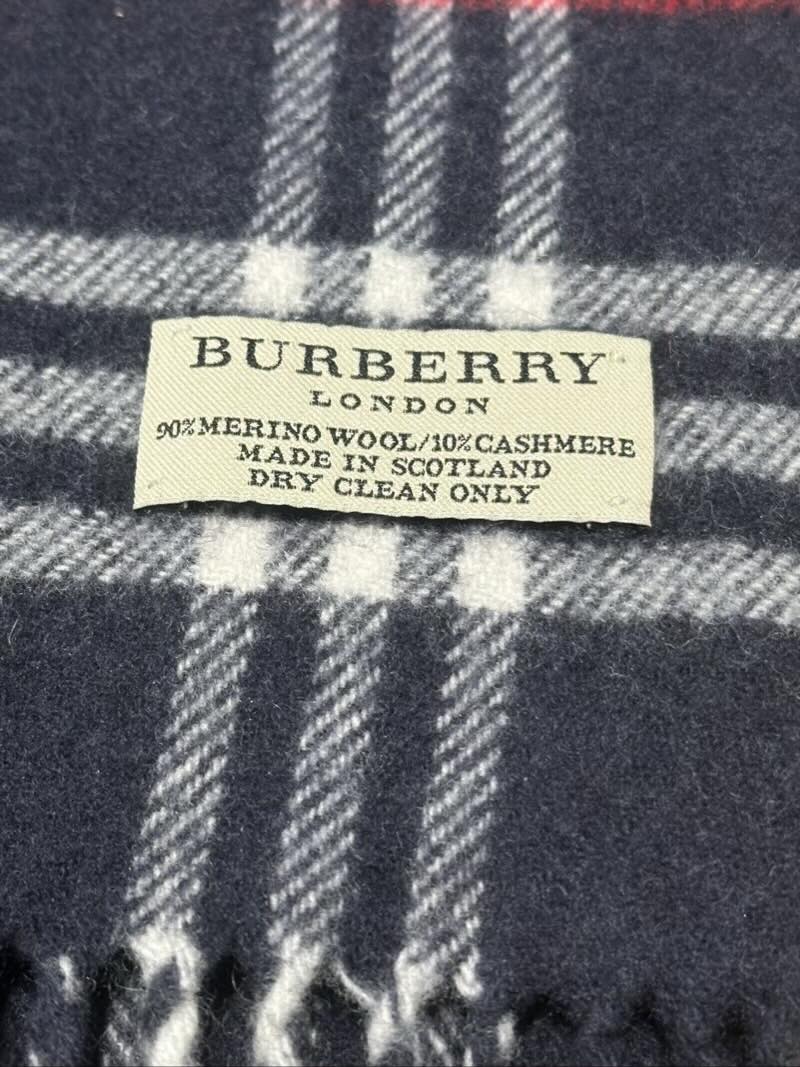 BURBERRY
LONDON
90%MERINO WOOL/10%CASHMERE
MADE IN SCOTLAND
DRY CLEAN ONLY